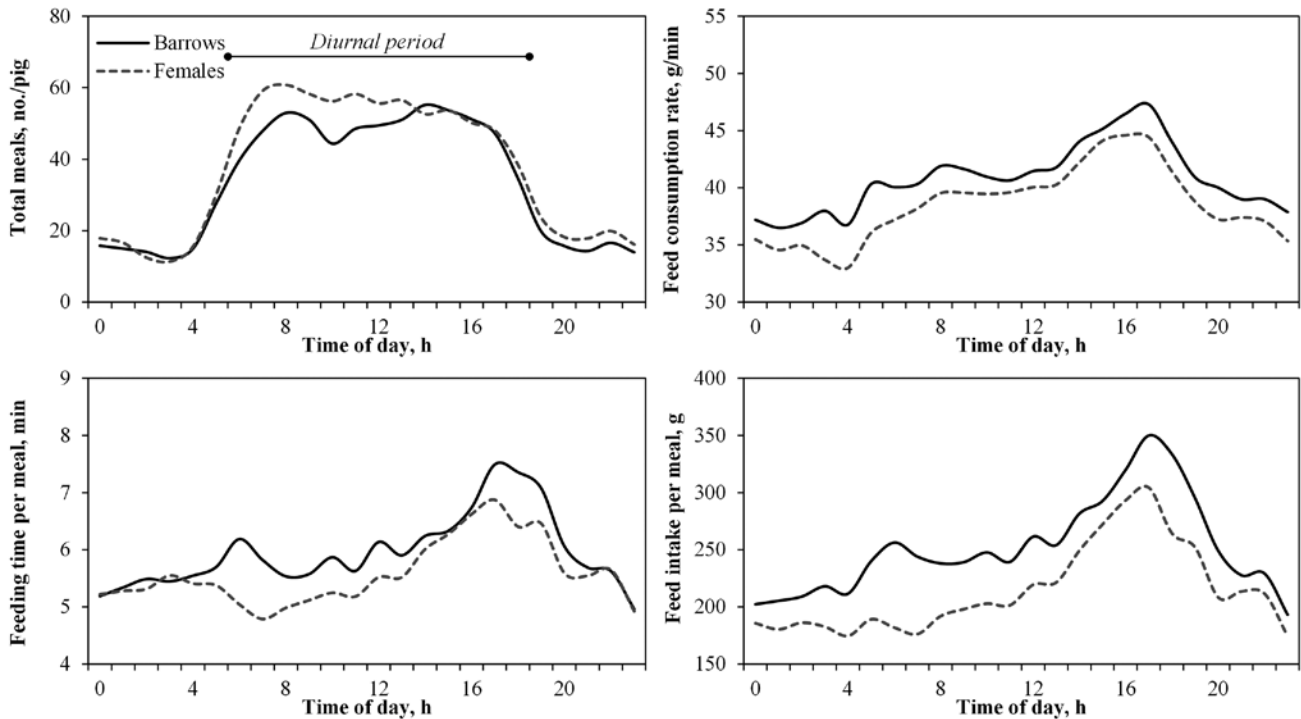 Total meals, no./pig
80
60
40
20
0
Barrows
Females
Diurnal period
0 4 8 12 16 20
Time of day, h
Feed consumption rate, g/min
55
50
45
40
35
30
0 4 8 12 16 20
Time of day, h
Feeding time per meal, min
9
8
7
6
5
4
0 4 8 12 16 20
Time of day, h
Feed intake per meal, g
400
350
300
250
200
150
0 4 8 12 16 20
Time of day, h